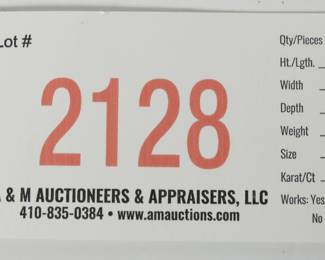 Lot #
2128
& M AUCTIONEERS & APPRAISERS, LLC
410-835-0384 • www.amauctions.com
Qty/Pieces
Ht./Lgth.
Width
Depth
Weight
Size
Karat/Ct
Works: Yes
No